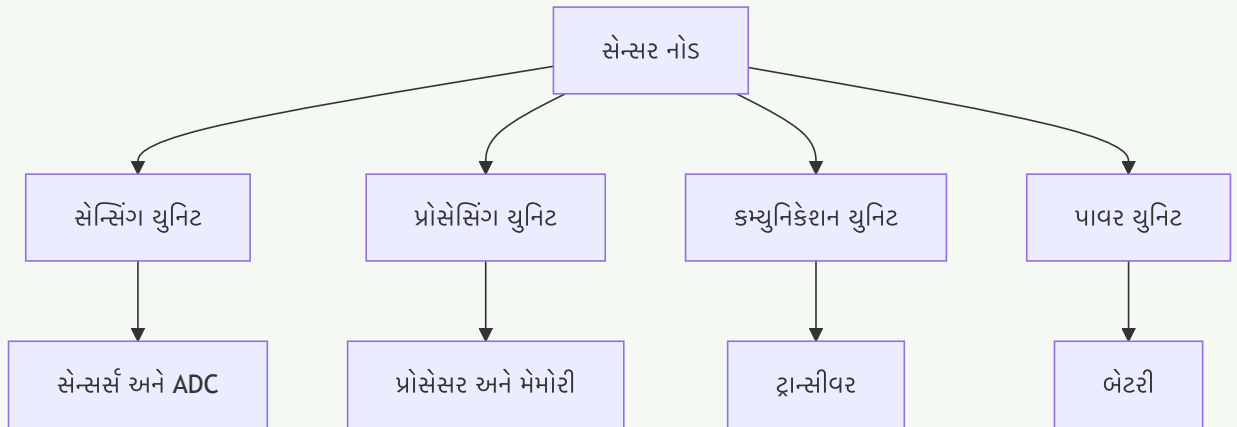 સેન્સર નોડ
સેન્સિંગ યુનિટ
પ્રોસેસિંગ યુનિટ
કમ્યુનિકેશન યુનિટ
પાવર યુનિટ
સેન્સર્સ અને ADC
પ્રોસેસર અને મેમોરી
ટ્રાન્સીવર
બેટરી